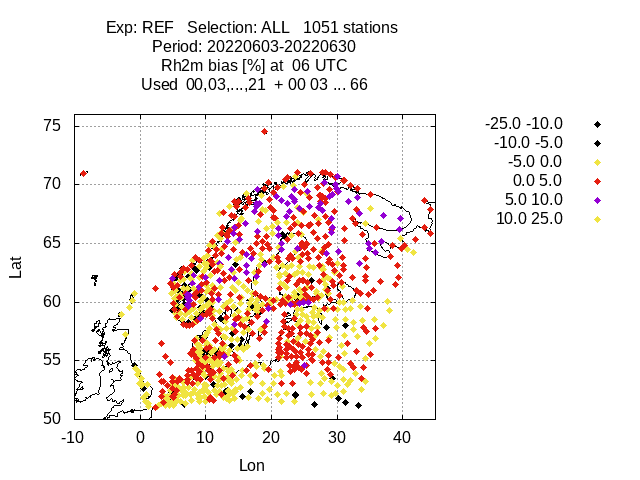 Exp: REF   Selection: ALL   1051 stations
Period: 20220603-20220630
Rh2m bias [%] at  06 UTC
Used  00,03,...,21  + 00 03 ... 66
-25.0 -10.0
-10.0 -5.0
-5.0 0.0
0.0 5.0
5.0 10.0
10.0 25.0
75
70
65
60
55
50
Lat
-10 0 10 20 30 40
Lon